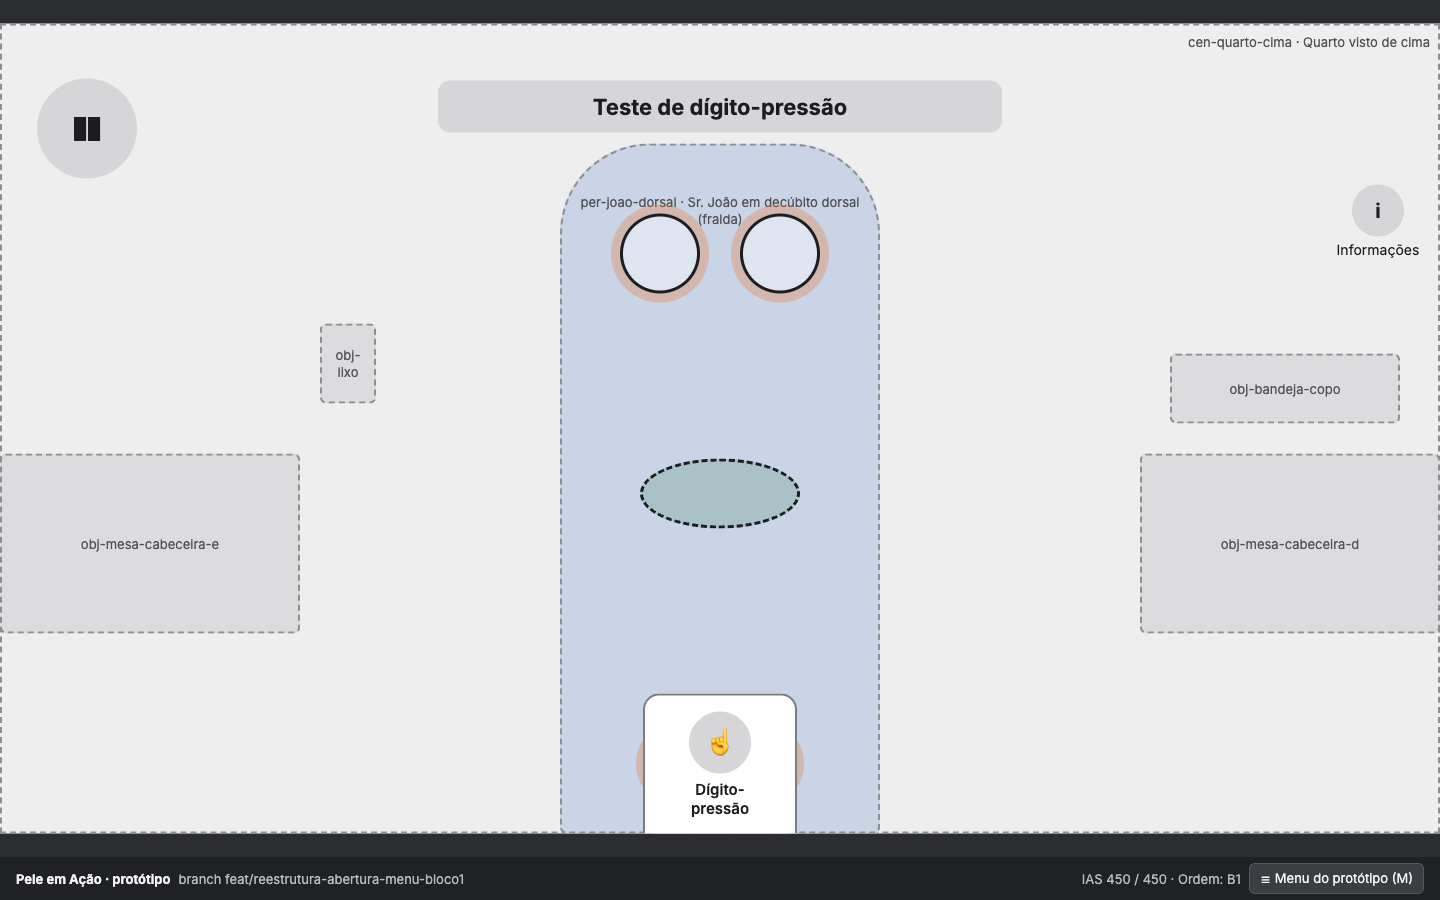 cen-quarto-cima · Quarto visto de cima
Teste de dígito-pressão
per-joao-dorsal · Sr. João em decúbito dorsal
(fralda)
i
Informações
obj-
lixo
obj-bandeja-copo
obj-mesa-cabeceira-e
obj-mesa-cabeceira-d
Dígito-
pressão
Pele em Ação · protótipo branch feat/reestrutura-abertura-menu-bloco1
IAS 450 / 450 · Ordem: B1
≡ Menu do protótipo (M)